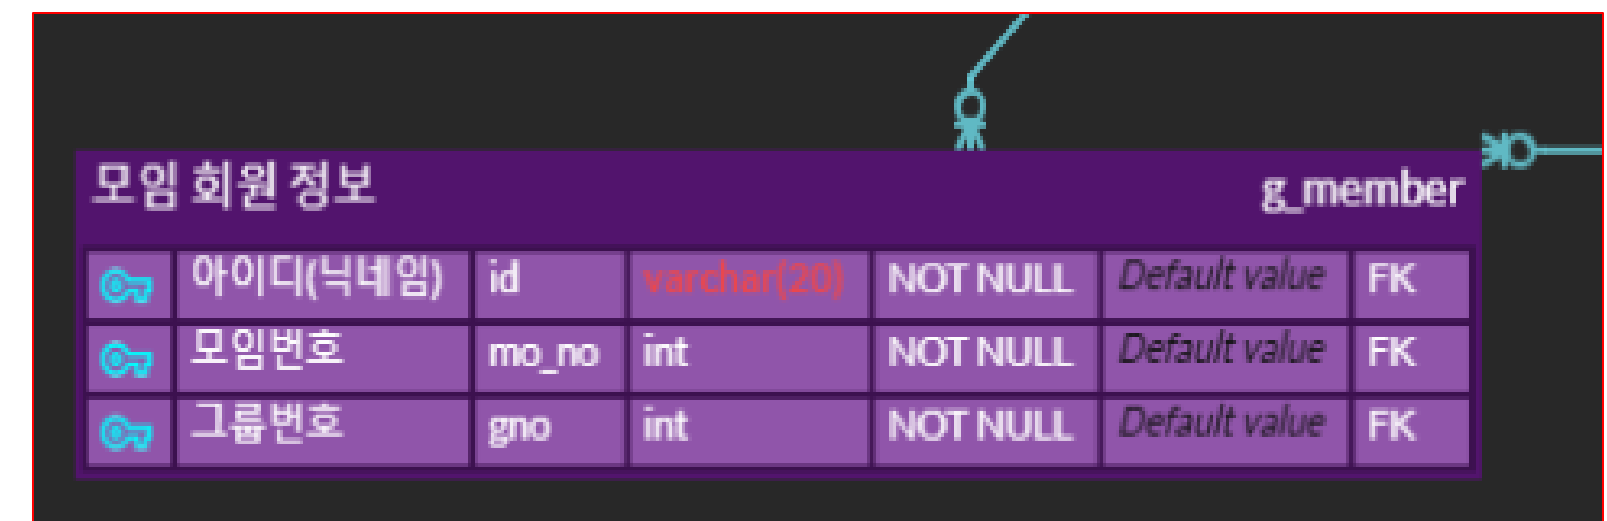 모임 회원 정보 g_member
아이디(닉네임) id varchar(20) NOT NULL Default value FK
모임번호 mo_no int NOT NULL Default value FK
그룹번호 gno int NOT NULL Default value FK